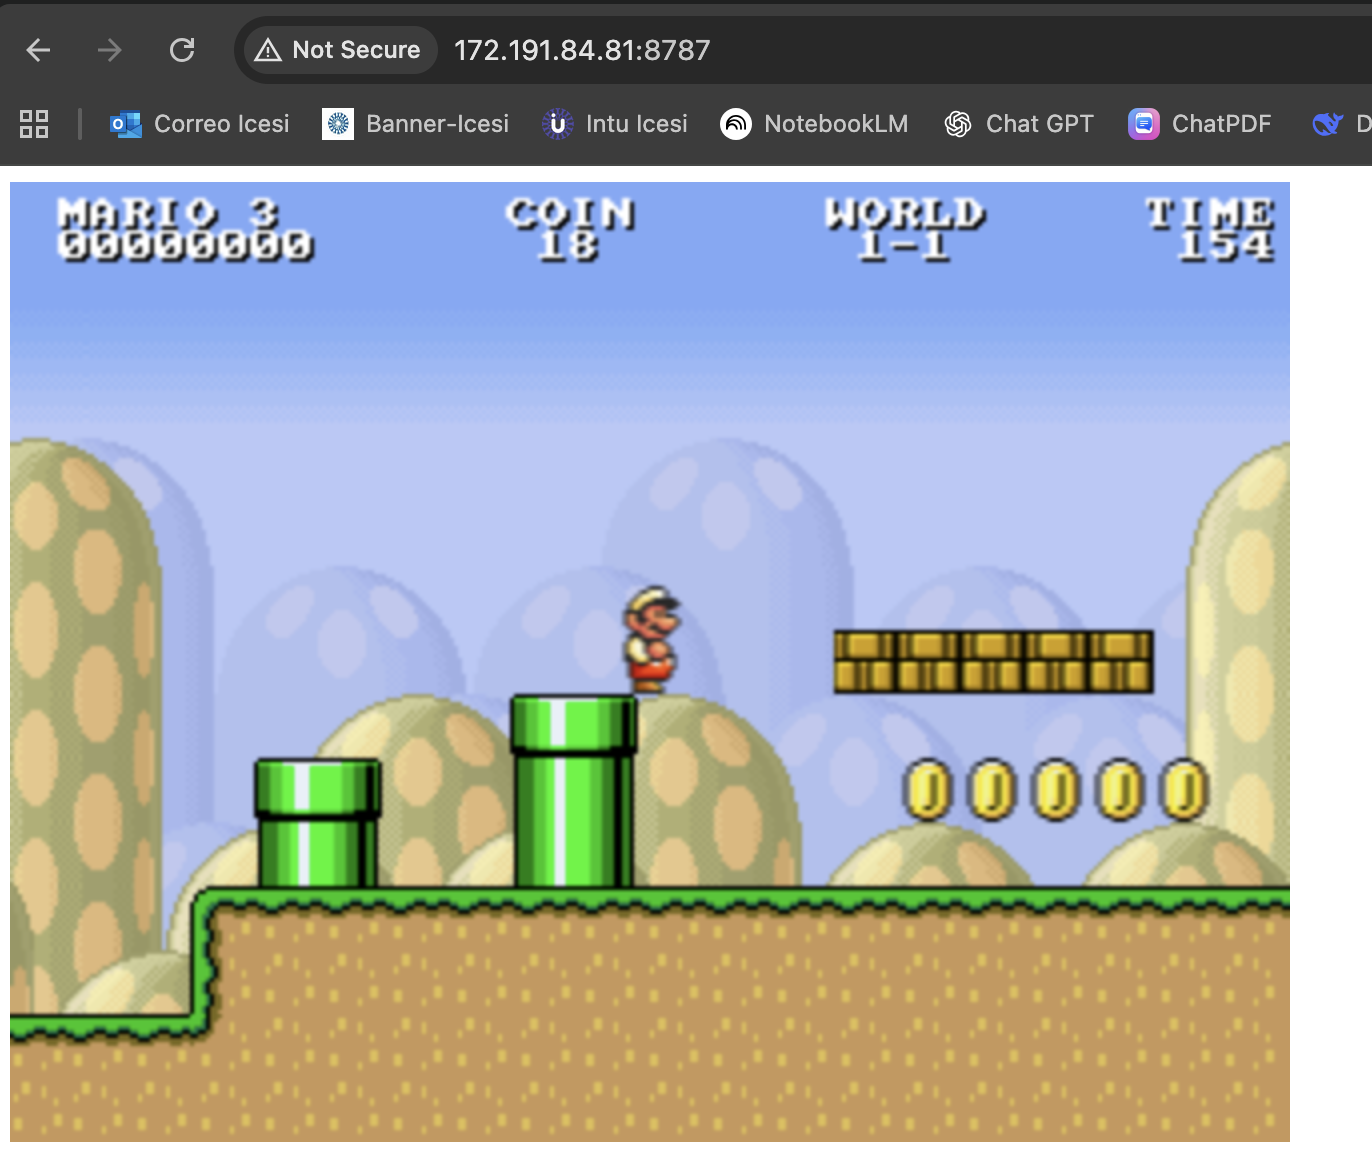 Not Secure 172.191.84.81:8787
Correo Icesi Banner-Icesi Intu Icesi NotebookLM Chat GPT ChatPDF D
MARIO 3 COIN WORLD TIME
00000000 18 1-1 154